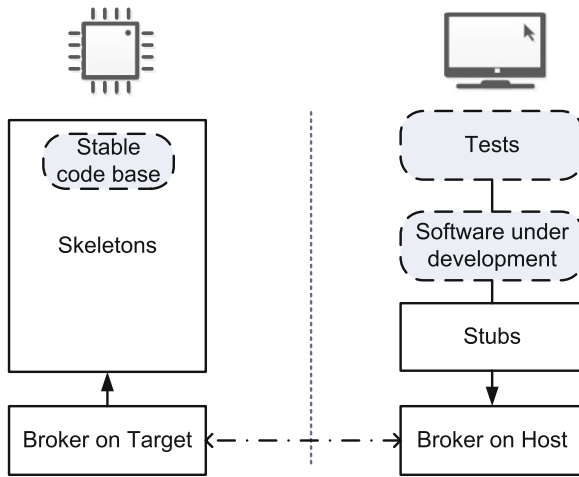 Stable
code base
Skeletons
Broker on Target
Tests
Software under
development
Stubs
Broker on Host